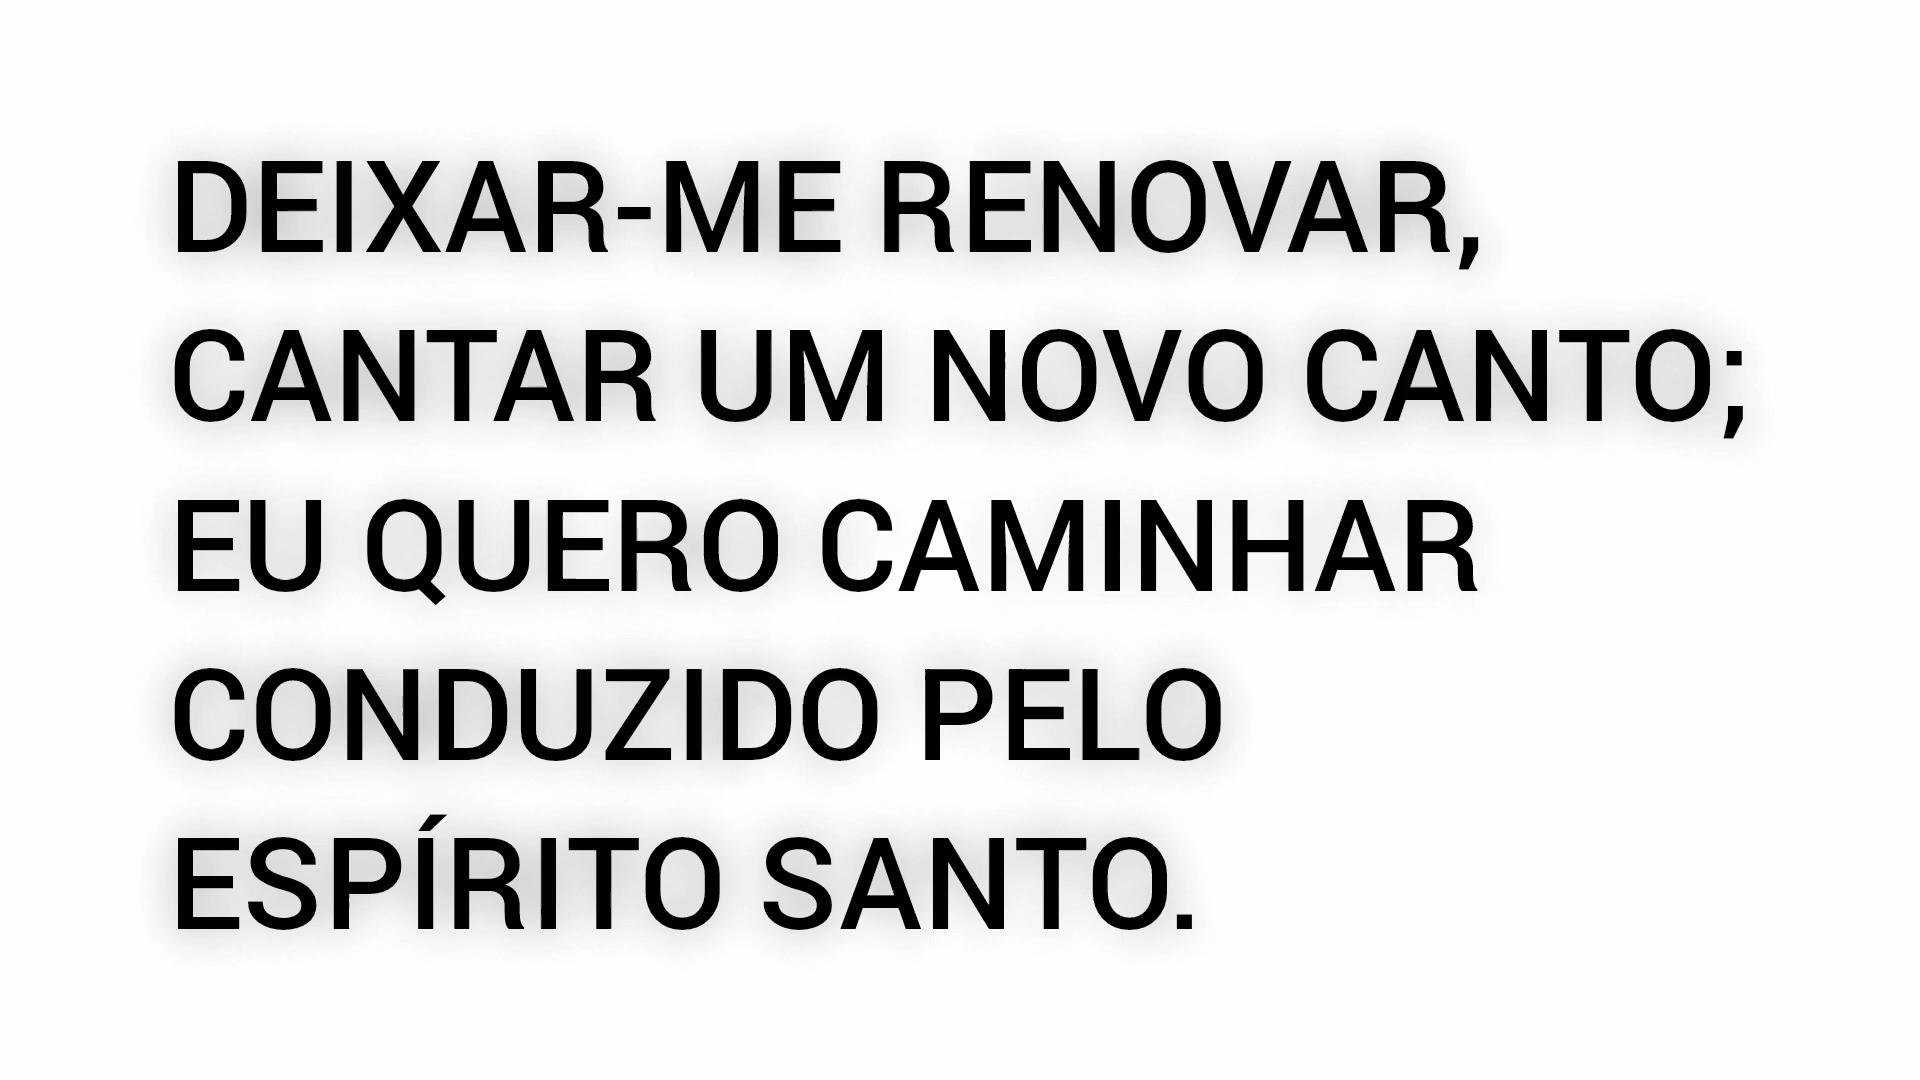 DEIXAR-ME RENOVAR,
CANTAR UM NOVO CANTO;
EU QUERO CAMINHAR
CONDUZIDO PELO
ESPÍRITO SANTO.